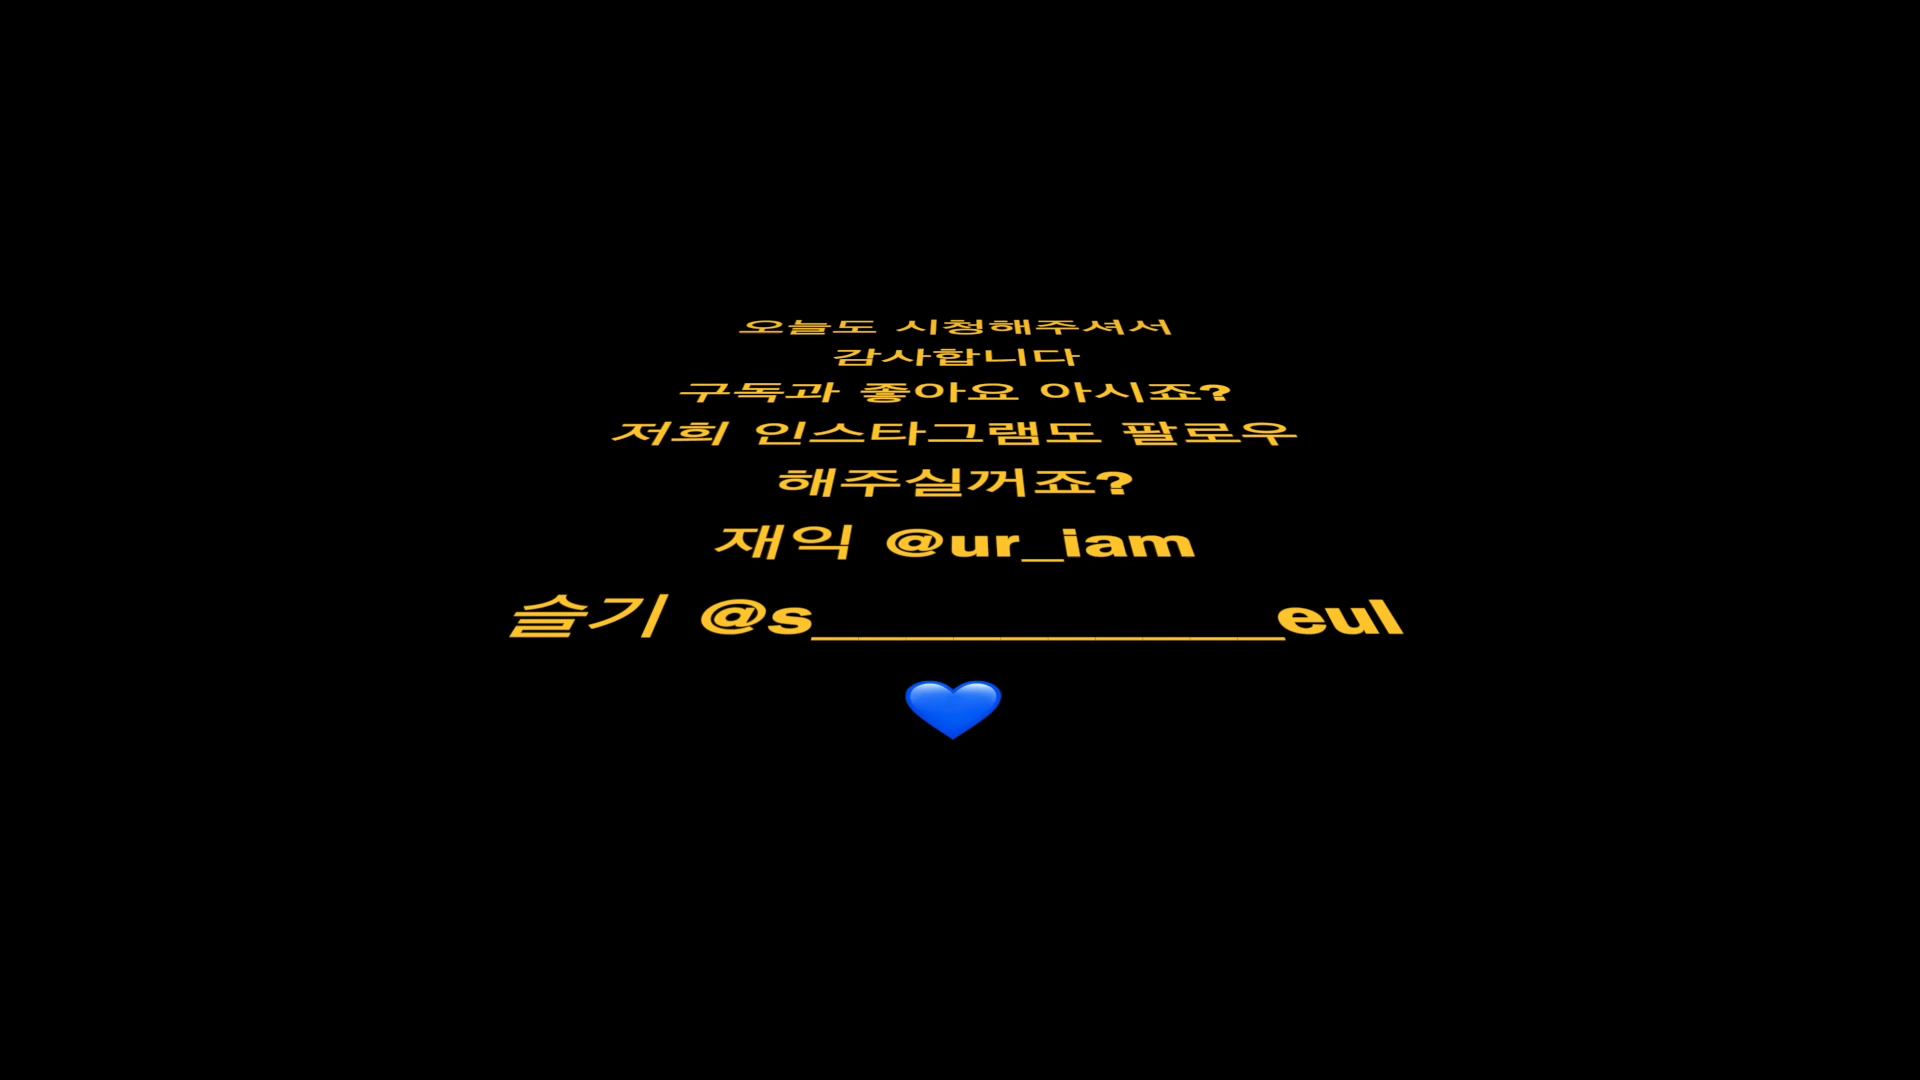 오늘도 시청해주셔서
감사합니다
구독과 좋아요 아시죠?
저희 인스타그램도 팔로우
해주실꺼죠?
재익 @ur_iam
슬기 @s__________eul
💙